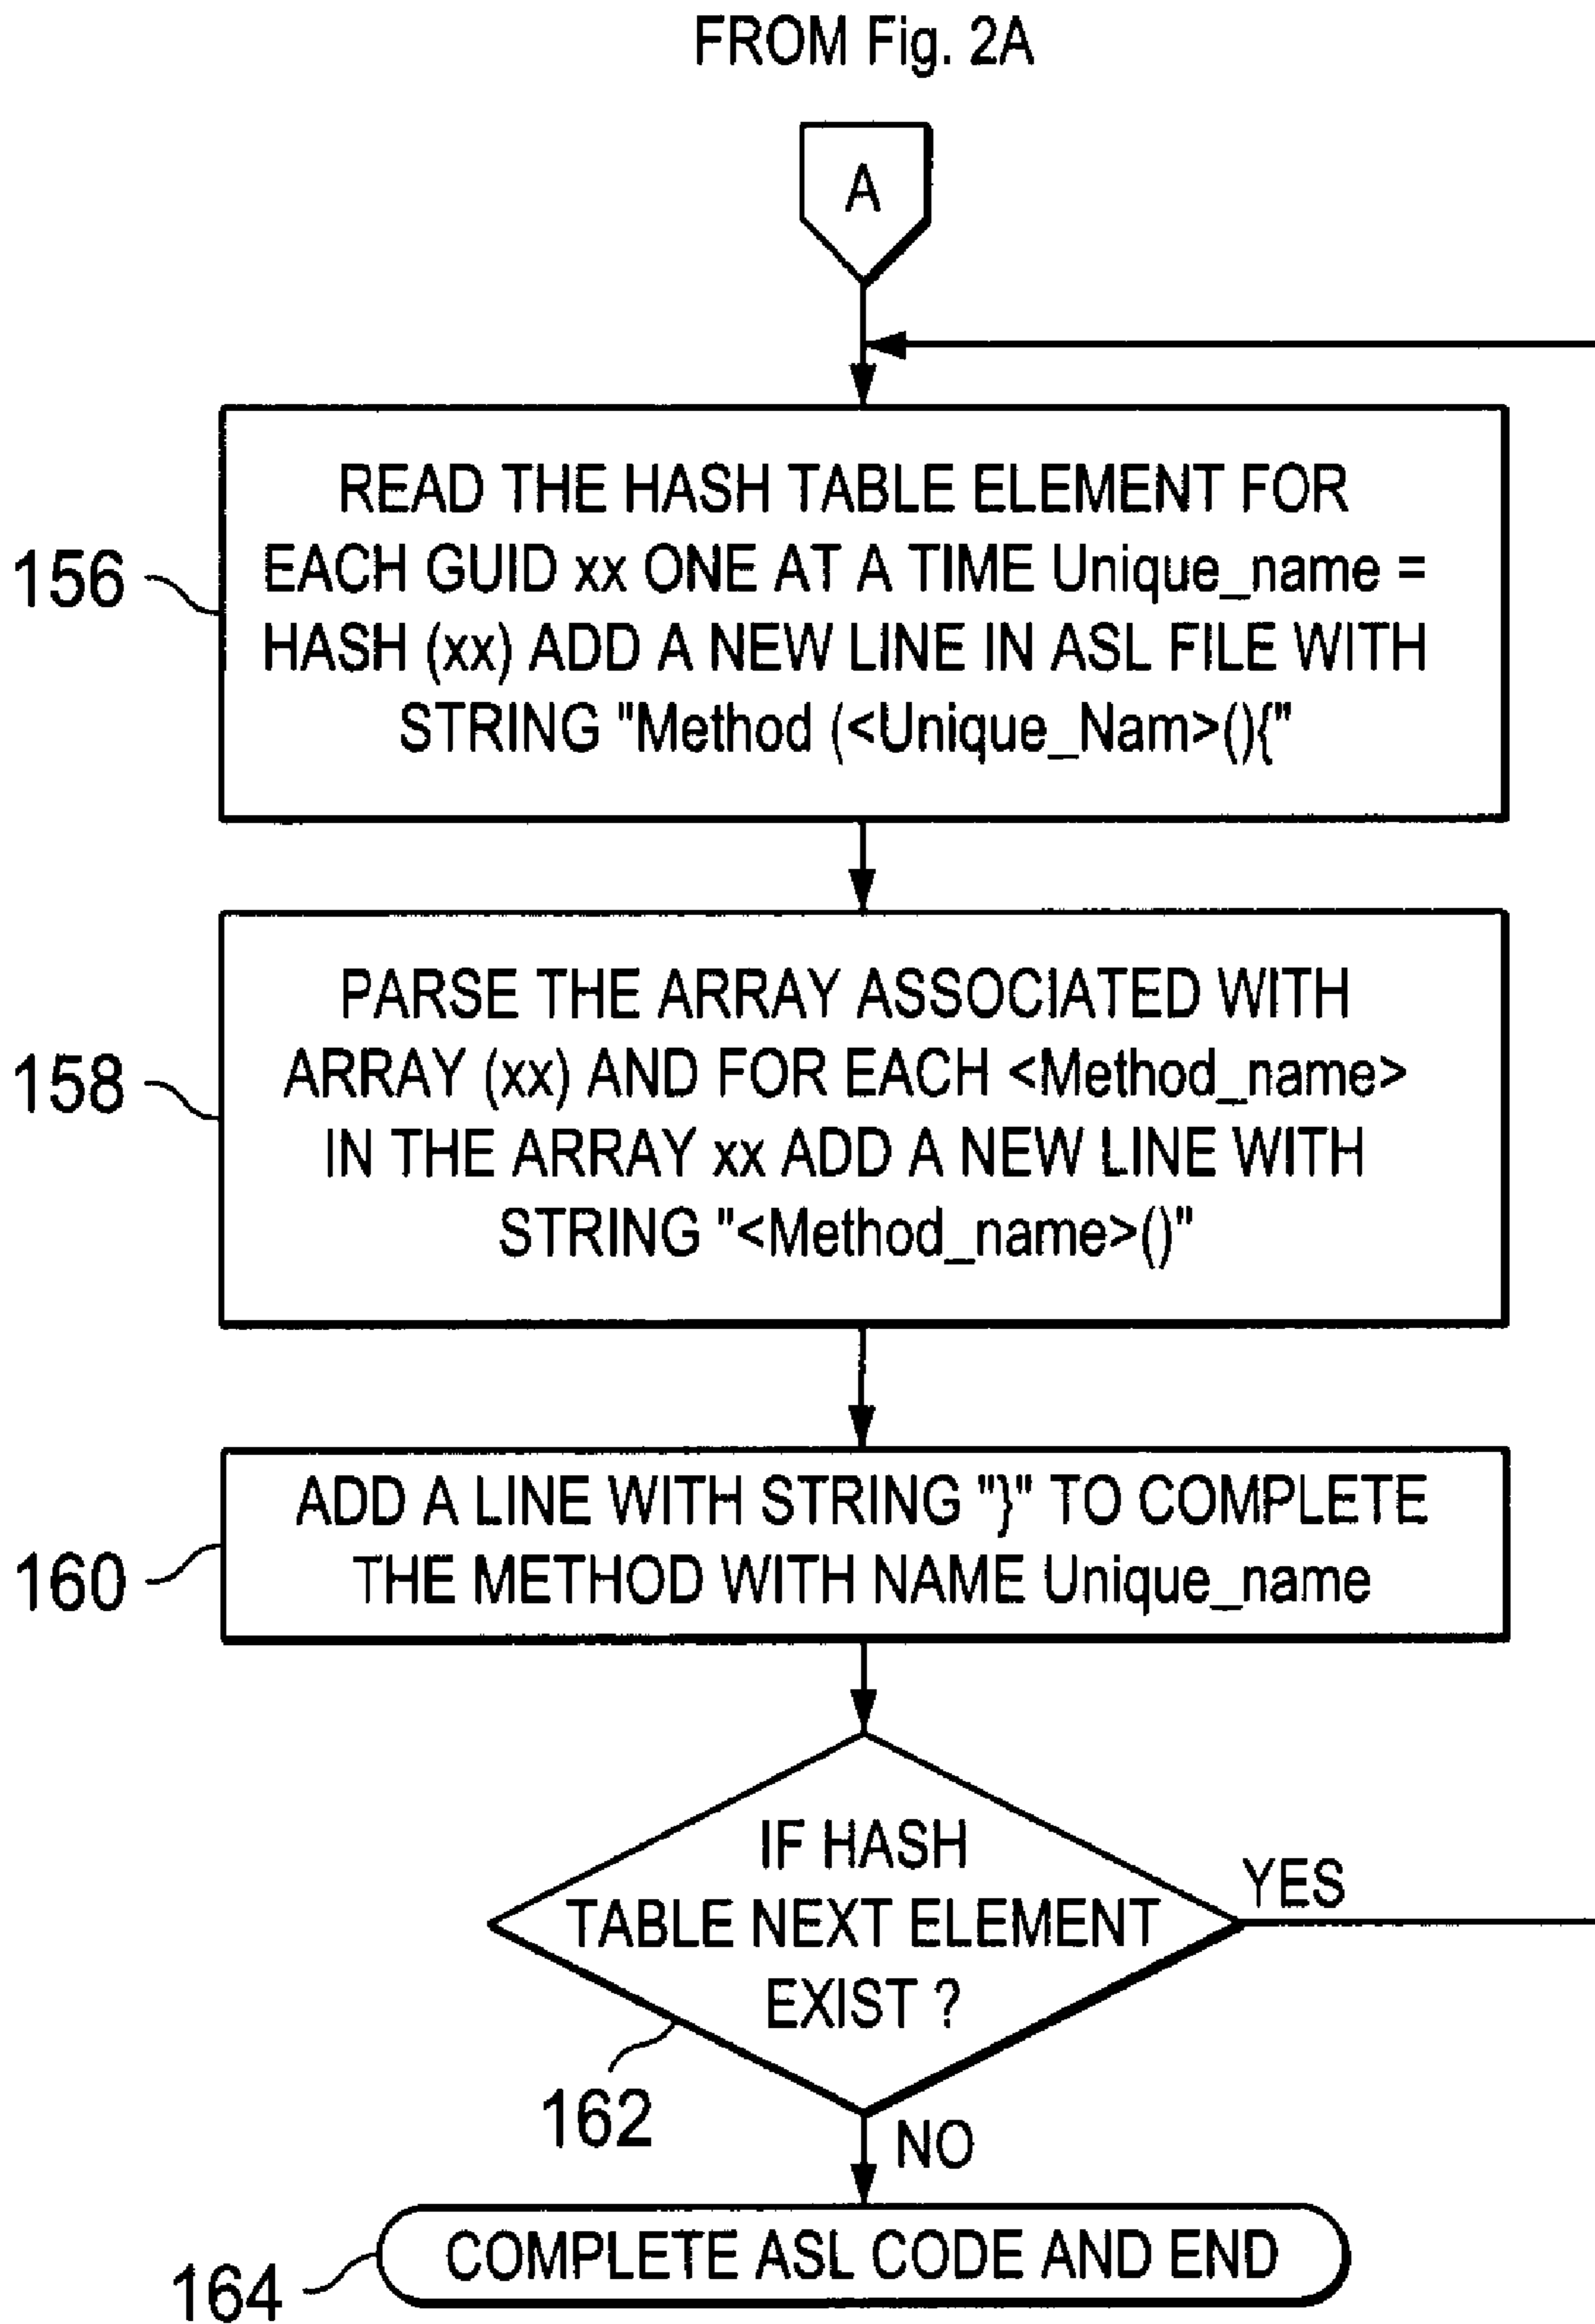 FROM Fig. 2A
A
156
READ THE HASH TABLE ELEMENT FOR
EACH GUID xx ONE AT A TIME Unique_name =
HASH (xx) ADD A NEW LINE IN ASL FILE WITH
STRING "Method (<Unique_Nam>(){"
158
PARSE THE ARRAY ASSOCIATED WITH
ARRAY (xx) AND FOR EACH <Method_name>
IN THE ARRAY xx ADD A NEW LINE WITH
STRING "<Method_name>()"
160
ADD A LINE WITH STRING "}" TO COMPLETE
THE METHOD WITH NAME Unique_name
IF HASH
TABLE NEXT ELEMENT
EXIST ?
YES
162
NO
164
COMPLETE ASL CODE AND END